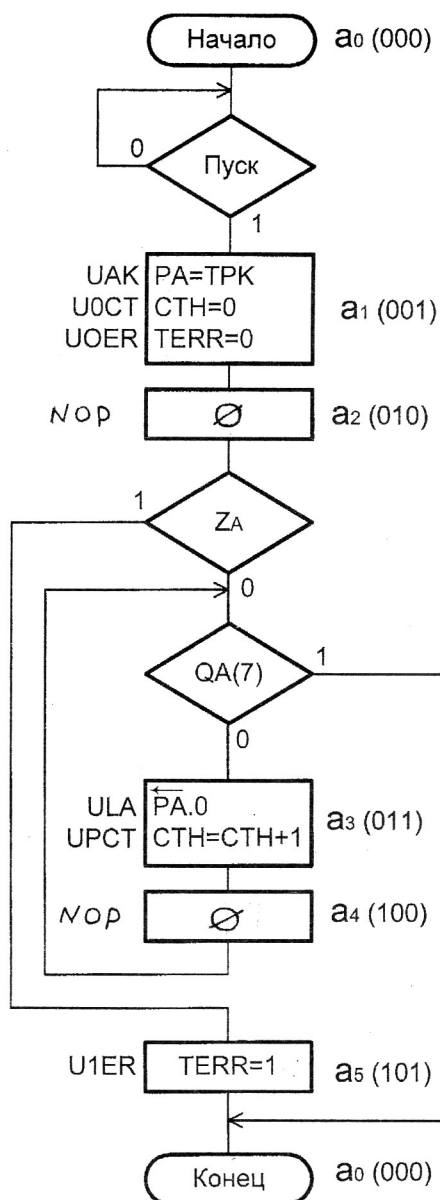 Начало a0 (000)
0 Пуск
1
UAK PA=TPK
U0CT CTH=0 a1 (001)
UOER TERR=0
NOP Ø a2 (010)
1 ZA
0
QA(7) 1
0
ULA PA.0
UPCT CTH=CTH+1 a3 (011)
NOP Ø a4 (100)
U1ER TERR=1 a5 (101)
Конец a0 (000)